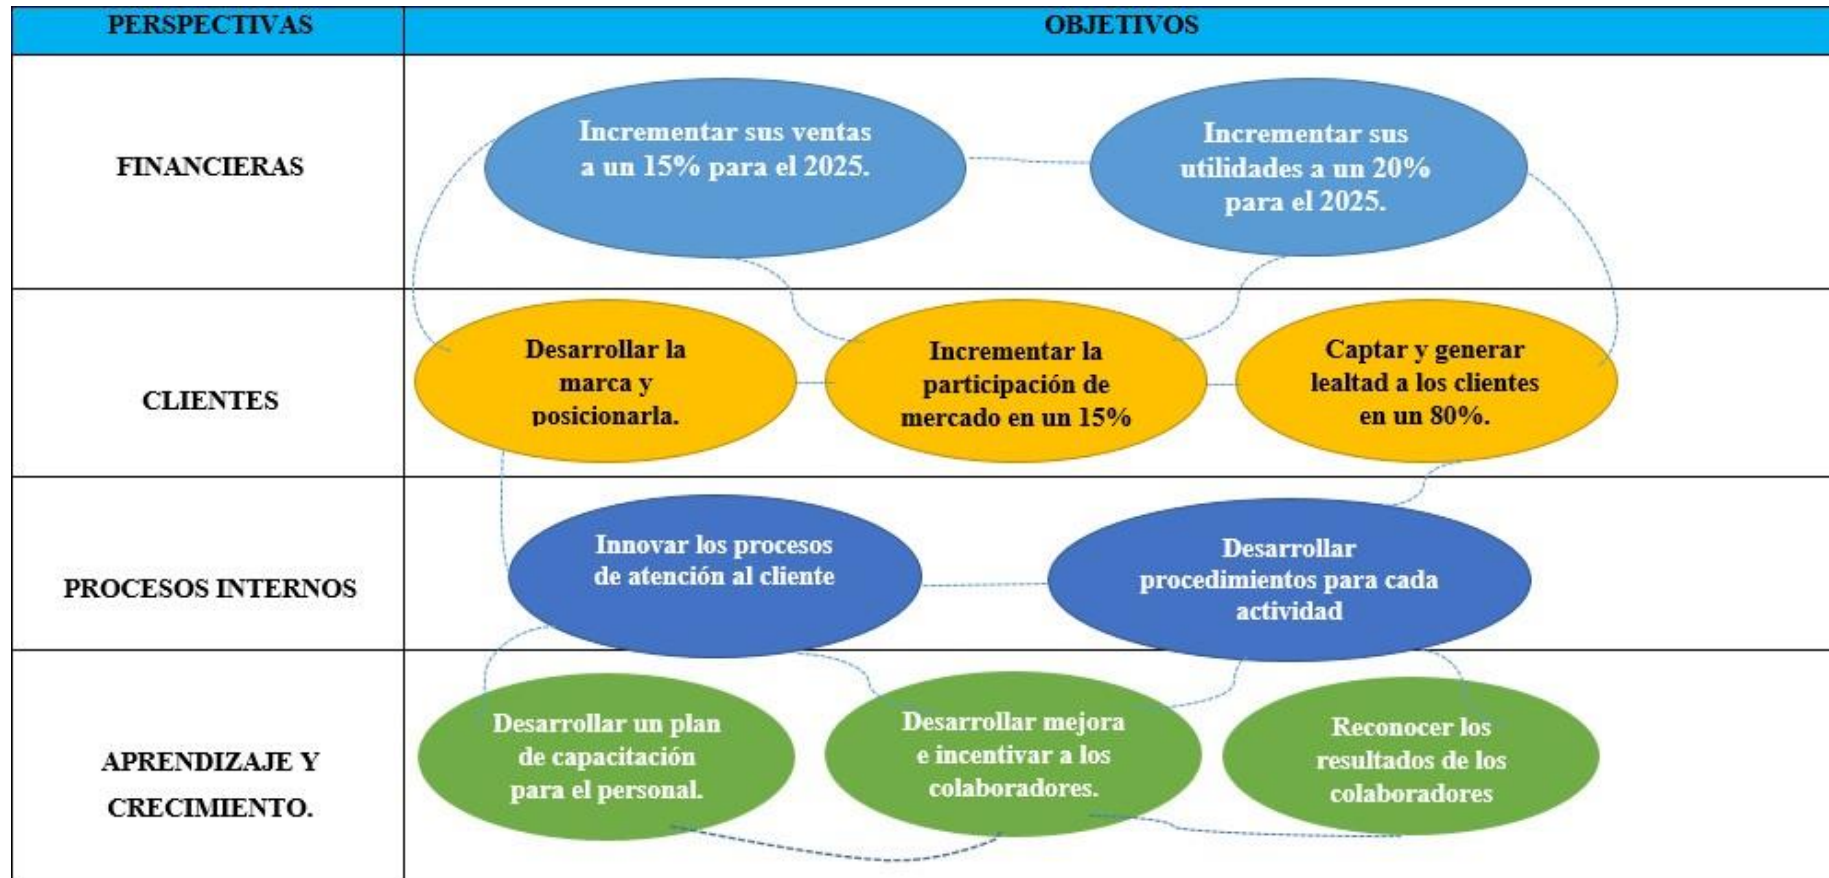 PERSPECTIVAS
OBJETIVOS
FINANCIERAS
Incrementar sus ventas
a un 15% para el 2025.
Incrementar sus
utilidades a un 20%
para el 2025.
CLIENTES
Desarrollar la
marca y
posicionarla.
Incrementar la
participación de
mercado en un 15%
Captar y generar
lealtad a los clientes
en un 80%.
PROCESOS INTERNOS
Innovar los procesos
de atención al cliente
Desarrollar
procedimientos para cada
actividad
APRENDIZAJE Y
CRECIMIENTO.
Desarrollar un plan
de capacitación
para el personal.
Desarrollar mejora
e incentivar a los
colaboradores.
Reconocer los
resultados de los
colaboradores